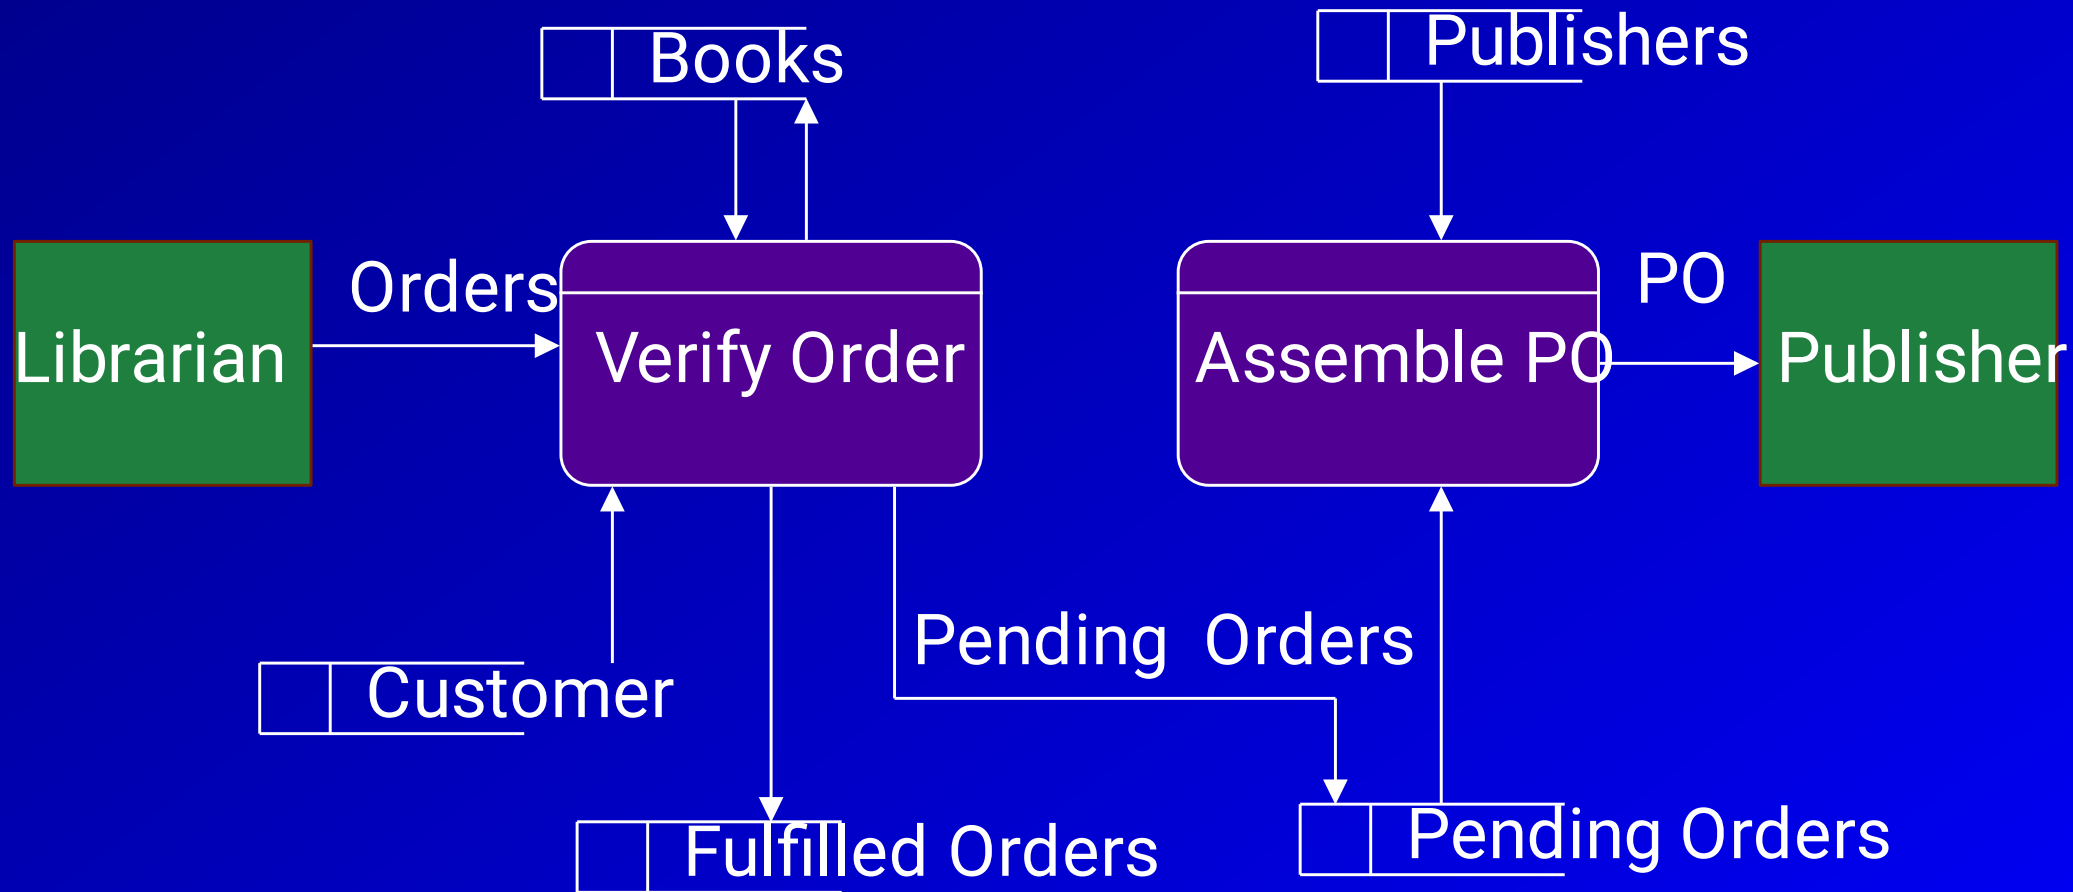 Books
Publishers
Orders
PO
Librarian
Verify Order
Assemble PO
Publisher
Pending  Orders
Customer
Fulfilled Orders
Pending Orders